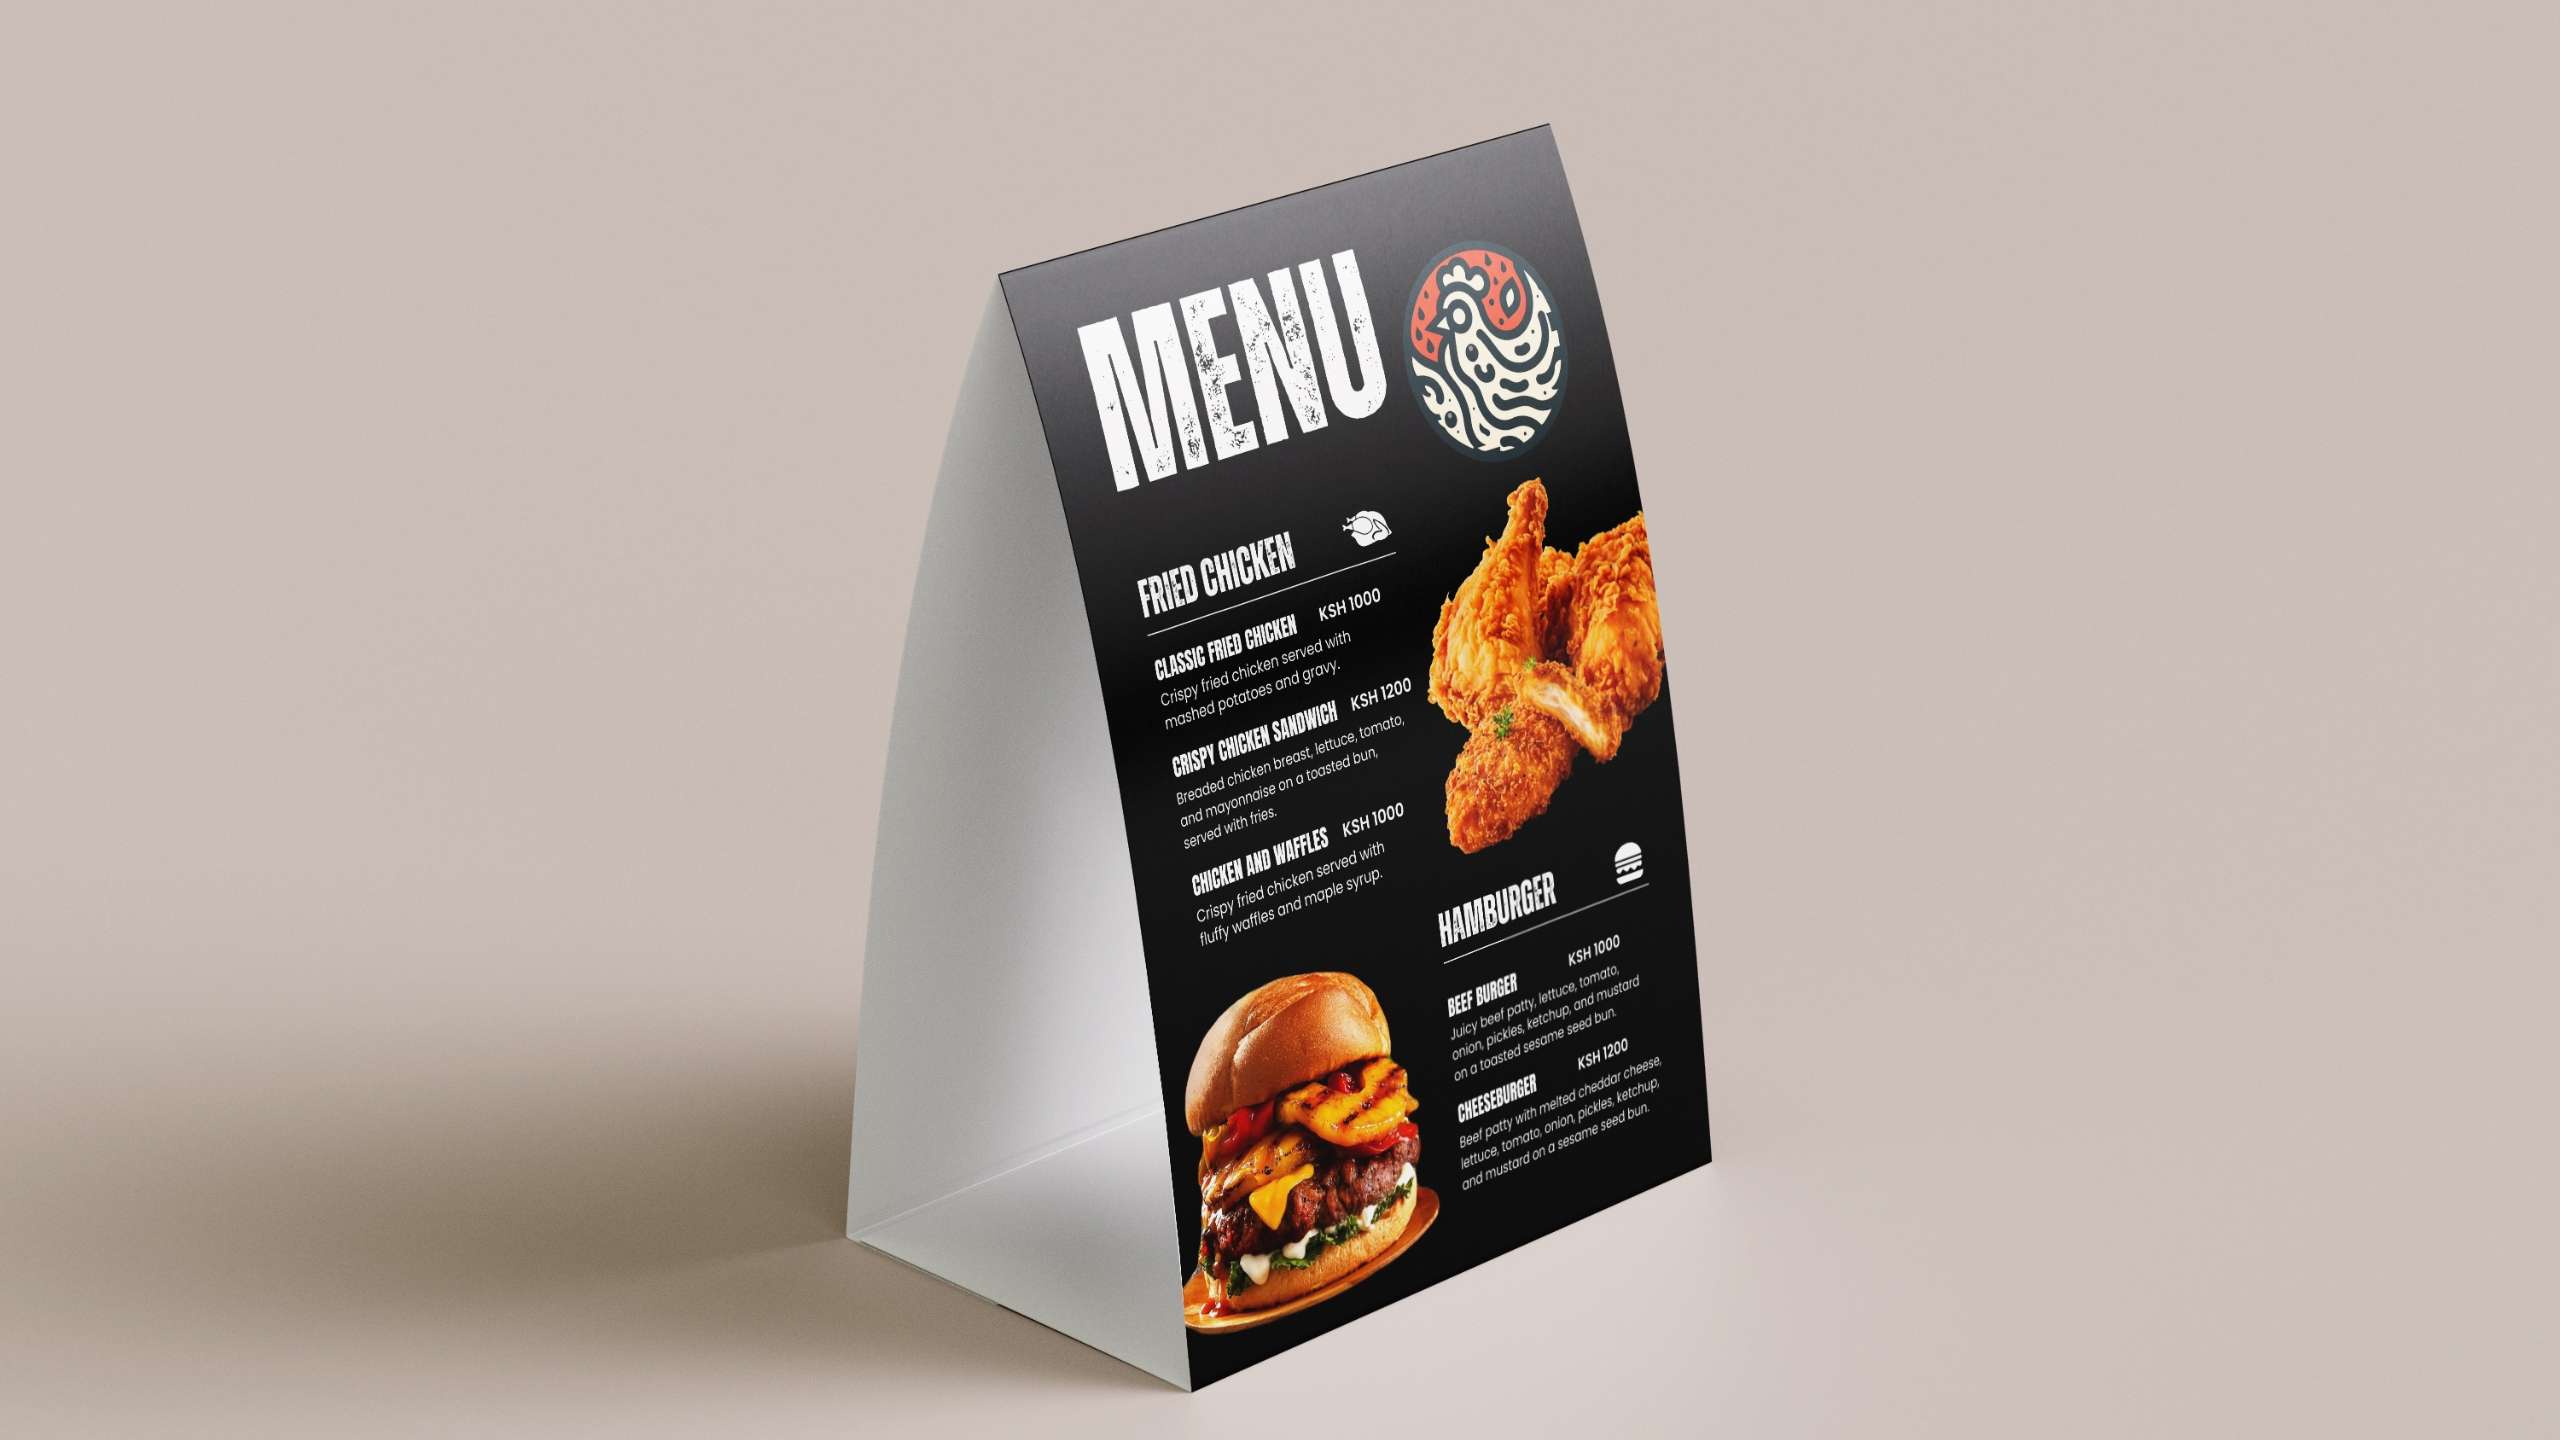 MENU
FRIED CHICKEN
CLASSIC FRIED CHICKEN KSH 1000
Crispy fried chicken served with
mashed potatoes and gravy.
CRISPY CHICKEN SANDWICH KSH 1200
Breaded chicken breast, lettuce, tomato,
and mayonnaise on a toasted bun,
served with fries.
CHICKEN AND WAFFLES KSH 1000
Crispy fried chicken served with
fluffy waffles and maple syrup.
HAMBURGER
BEEF BURGER KSH 1000
Juicy beef patty, lettuce, tomato,
onion, pickles, ketchup, and mustard
on a toasted sesame seed bun.
CHEESEBURGER KSH 1200
Beef patty with melted cheddar cheese,
lettuce, tomato, onion, pickles, ketchup,
and mustard on a sesame seed bun.